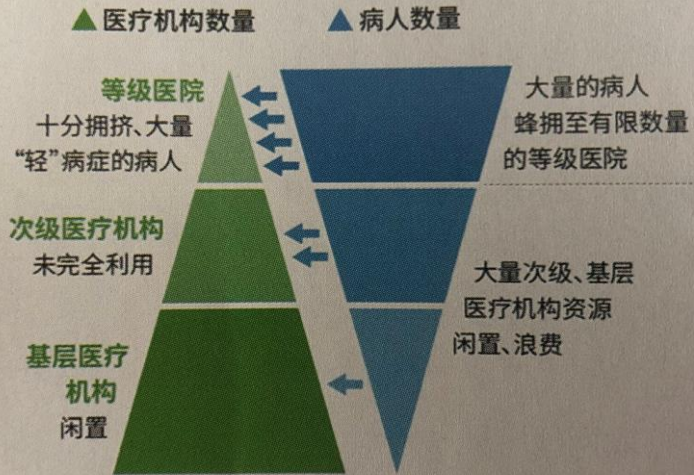 ▲医疗机构数量 ▲病人数量
等级医院
十分拥挤、大量
“轻”病症的病人
大量的病人
蜂拥至有限数量
的等级医院
次级医疗机构
未完全利用
大量次级、基层
医疗机构资源
闲置、浪费
基层医疗
机构
闲置